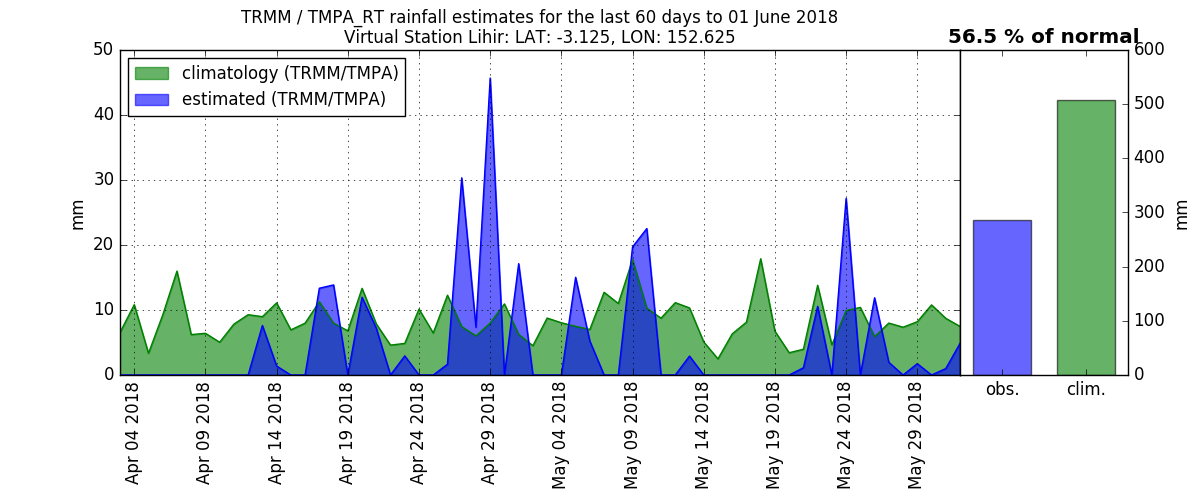 TRMM / TMPA_RT rainfall estimates for the last 60 days to 01 June 2018
Virtual Station Lihir: LAT: -3.125, LON: 152.625
56.5 % of normal
climatology (TRMM/TMPA)
estimated (TRMM/TMPA)
50
40
30
20
10
0
mm
Apr 04 2018
Apr 09 2018
Apr 14 2018
Apr 19 2018
Apr 24 2018
Apr 29 2018
May 04 2018
May 09 2018
May 14 2018
May 19 2018
May 24 2018
May 29 2018
600
500
400
300
200
100
0
mm
obs.
clim.